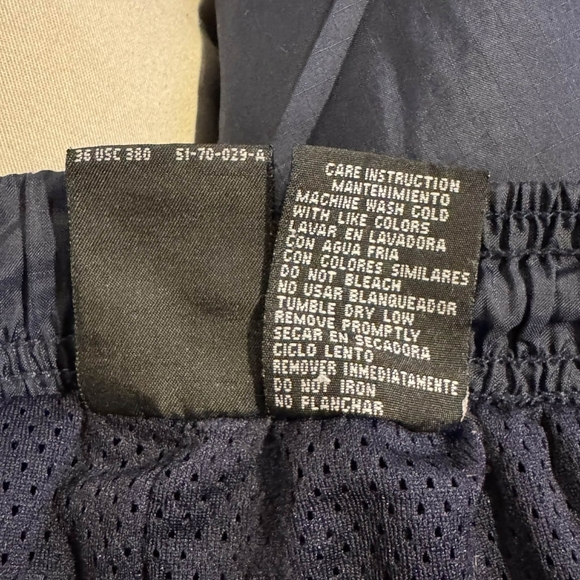 36 USC 380 S1-70-029-A
CARE INSTRUCTION
MANTENIMIENTO
MACHINE WASH COLD
WITH LIKE COLORS
LAVAR EN LAVADORA
CON AGUA FRIA
CON COLORES SIMILARES
DO NOT BLEACH
NO USAR BLANQUEADOR
TUMBLE DRY LOW
REMOVE PROMPTLY
SEGAR EN SECADORA
CICLO LENTO
REMOVER INMEDIATAMENTE
DO NOT IRON
NO PLANCHAR